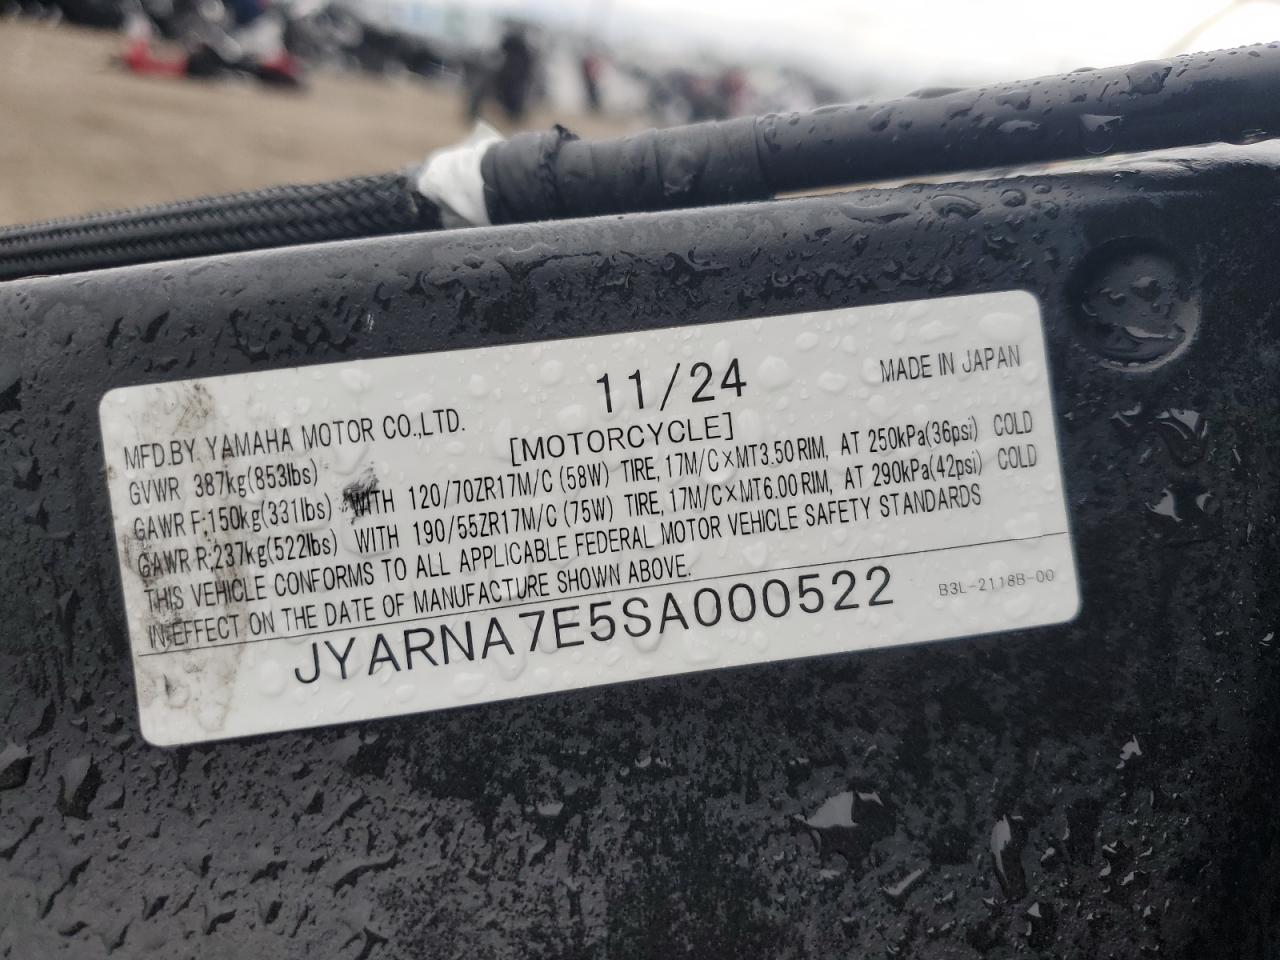 11/24
MADE IN JAPAN
MFD.BY YAMAHA MOTOR CO.,LTD.
[MOTORCYCLE]
GVWR 387kg(853lbs)
GAWR F:150kg(331lbs) WITH 120/70ZR17M/C (58W) TIRE, 17M/C×MT3.50 RIM, AT 250kPa(36psi) COLD
GAWR R:237kg(522lbs) WITH 190/55ZR17M/C (75W) TIRE, 17M/C×MT6.00 RIM, AT 290kPa(42psi) COLD
THIS VEHICLE CONFORMS TO ALL APPLICABLE FEDERAL MOTOR VEHICLE SAFETY STANDARDS
IN EFFECT ON THE DATE OF MANUFACTURE SHOWN ABOVE.
JYARNA7E5SA000522
B3L-2118B-00